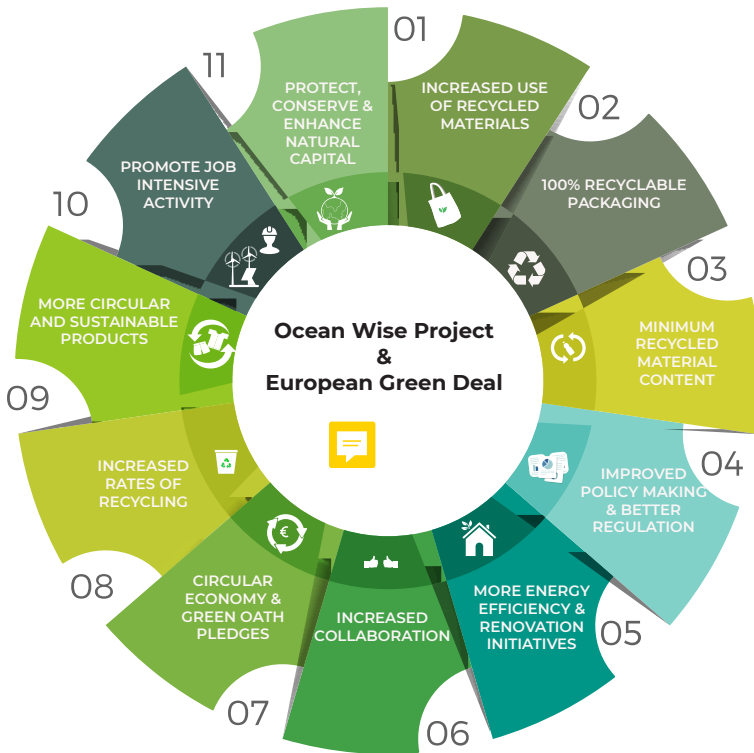 01
INCREASED USE
OF RECYCLED
MATERIALS
02
100% RECYCLABLE
PACKAGING
03
MINIMUM
RECYCLED
MATERIAL
CONTENT
04
IMPROVED
POLICY MAKING
& BETTER
REGULATION
05
MORE ENERGY
EFFICIENCY &
RENOVATION
INITIATIVES
06
INCREASED
COLLABORATION
07
CIRCULAR
ECONOMY &
GREEN OATH
PLEDGES
€
08
INCREASED
RATES OF
RECYCLING
09
MORE CIRCULAR
AND SUSTAINABLE
PRODUCTS
10
PROMOTE JOB
INTENSIVE
ACTIVITY
11
PROTECT,
CONSERVE &
ENHANCE
NATURAL
CAPITAL
Ocean Wise Project
&
European Green Deal